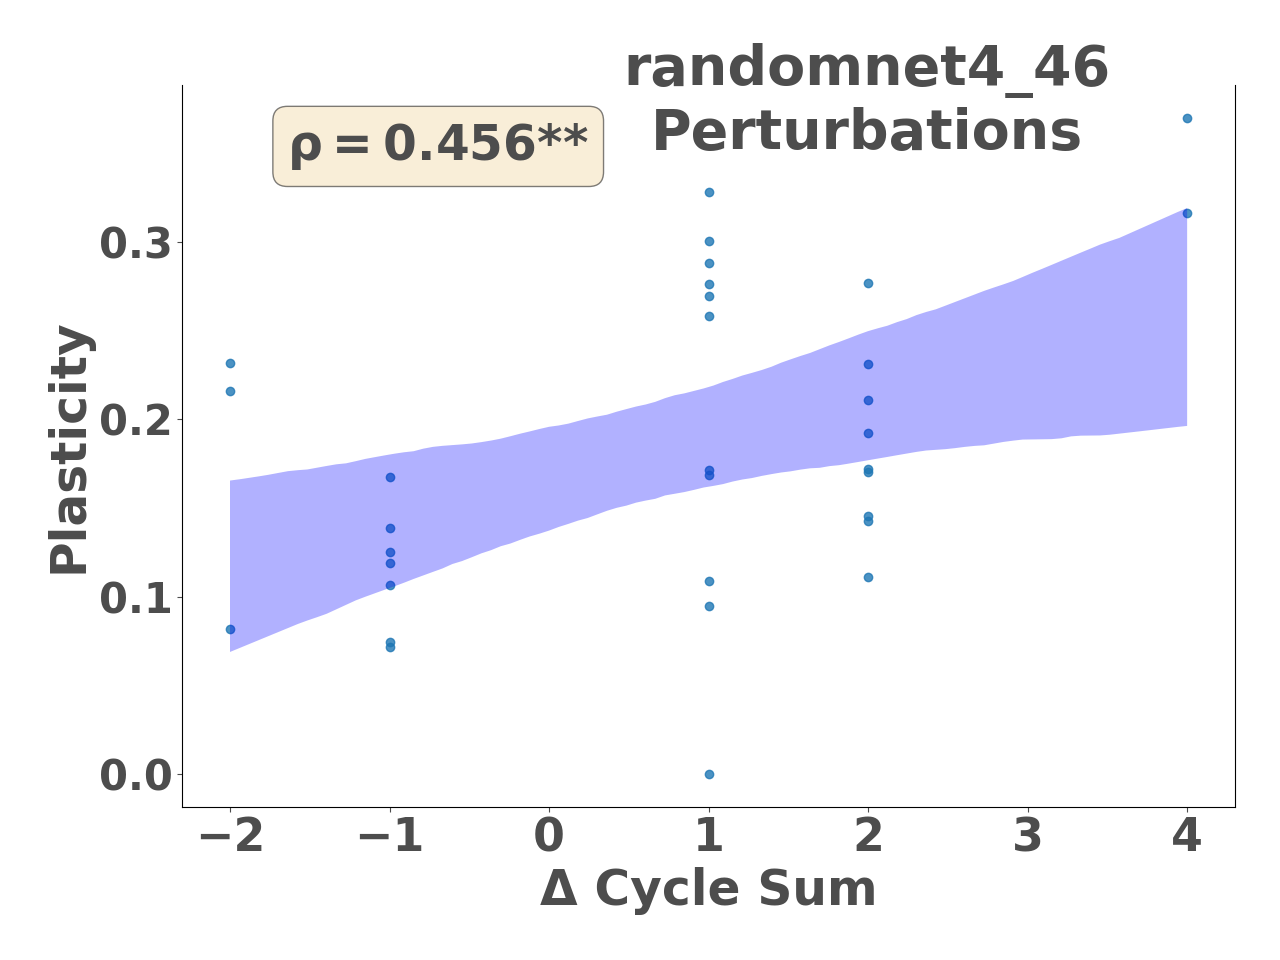 randomnet4_46
Perturbations
ρ = 0.456**
Plasticity
0.3
0.2
0.1
0.0
−2 −1 0 1 2 3 4
Δ Cycle Sum